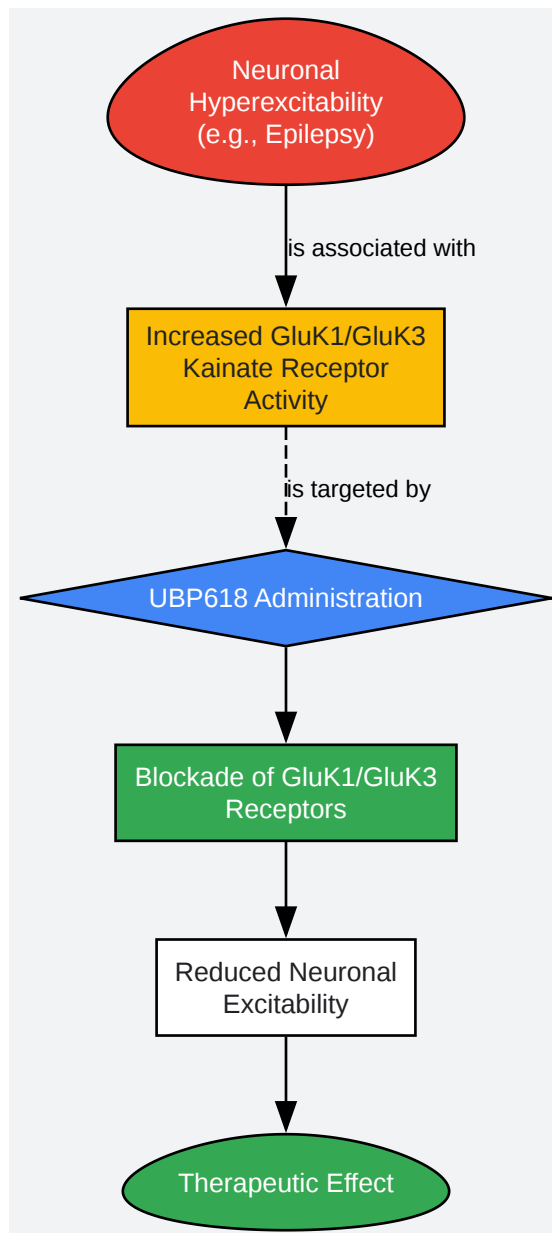 Neuronal
Hyperexcitability
(e.g., Epilepsy)
is associated with
Increased GluK1/GluK3
Kainate Receptor
Activity
is targeted by
UBP618 Administration
Blockade of GluK1/GluK3
Receptors
Reduced Neuronal
Excitability
Therapeutic Effect